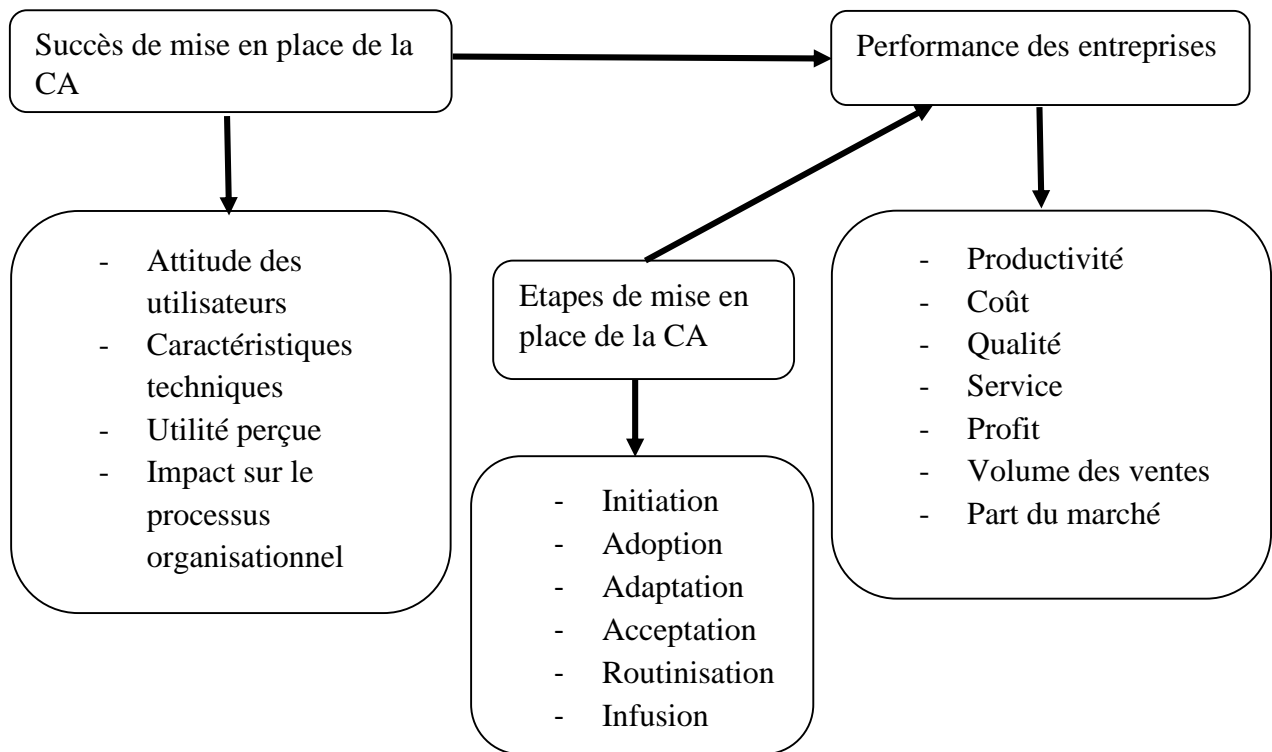 Succès de mise en place de la
CA
Performance des entreprises
- Attitude des
utilisateurs
- Caractéristiques
techniques
- Utilité perçue
- Impact sur le
processus
organisationnel
Etapes de mise en
place de la CA
- Initiation
- Adoption
- Adaptation
- Acceptation
- Routinisation
- Infusion
- Productivité
- Coût
- Qualité
- Service
- Profit
- Volume des ventes
- Part du marché